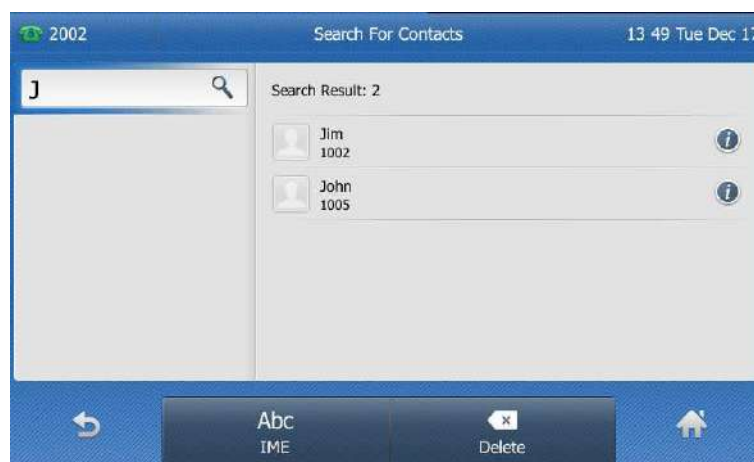 2002 Search For Contacts 13 49 Tue Dec 17
J Search Result: 2
Jim
1002
John
1005
Abc
IME
Delete